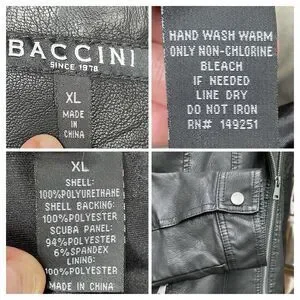 BACCINI
SINCE 1978
XL
MADE
IN
CHINA
HAND WASH WARM
ONLY NON-CHLORINE
BLEACH
IF NEEDED
LINE DRY
DO NOT IRON
RN# 149251
XL
SHELL:
100%POLYURETHANE
SHELL BACKING:
100%POLYESTER
SCUBA PANEL:
94%POLYESTER
6%SPANDEX
LINING:
100%POLYESTER
MADE IN CHINA